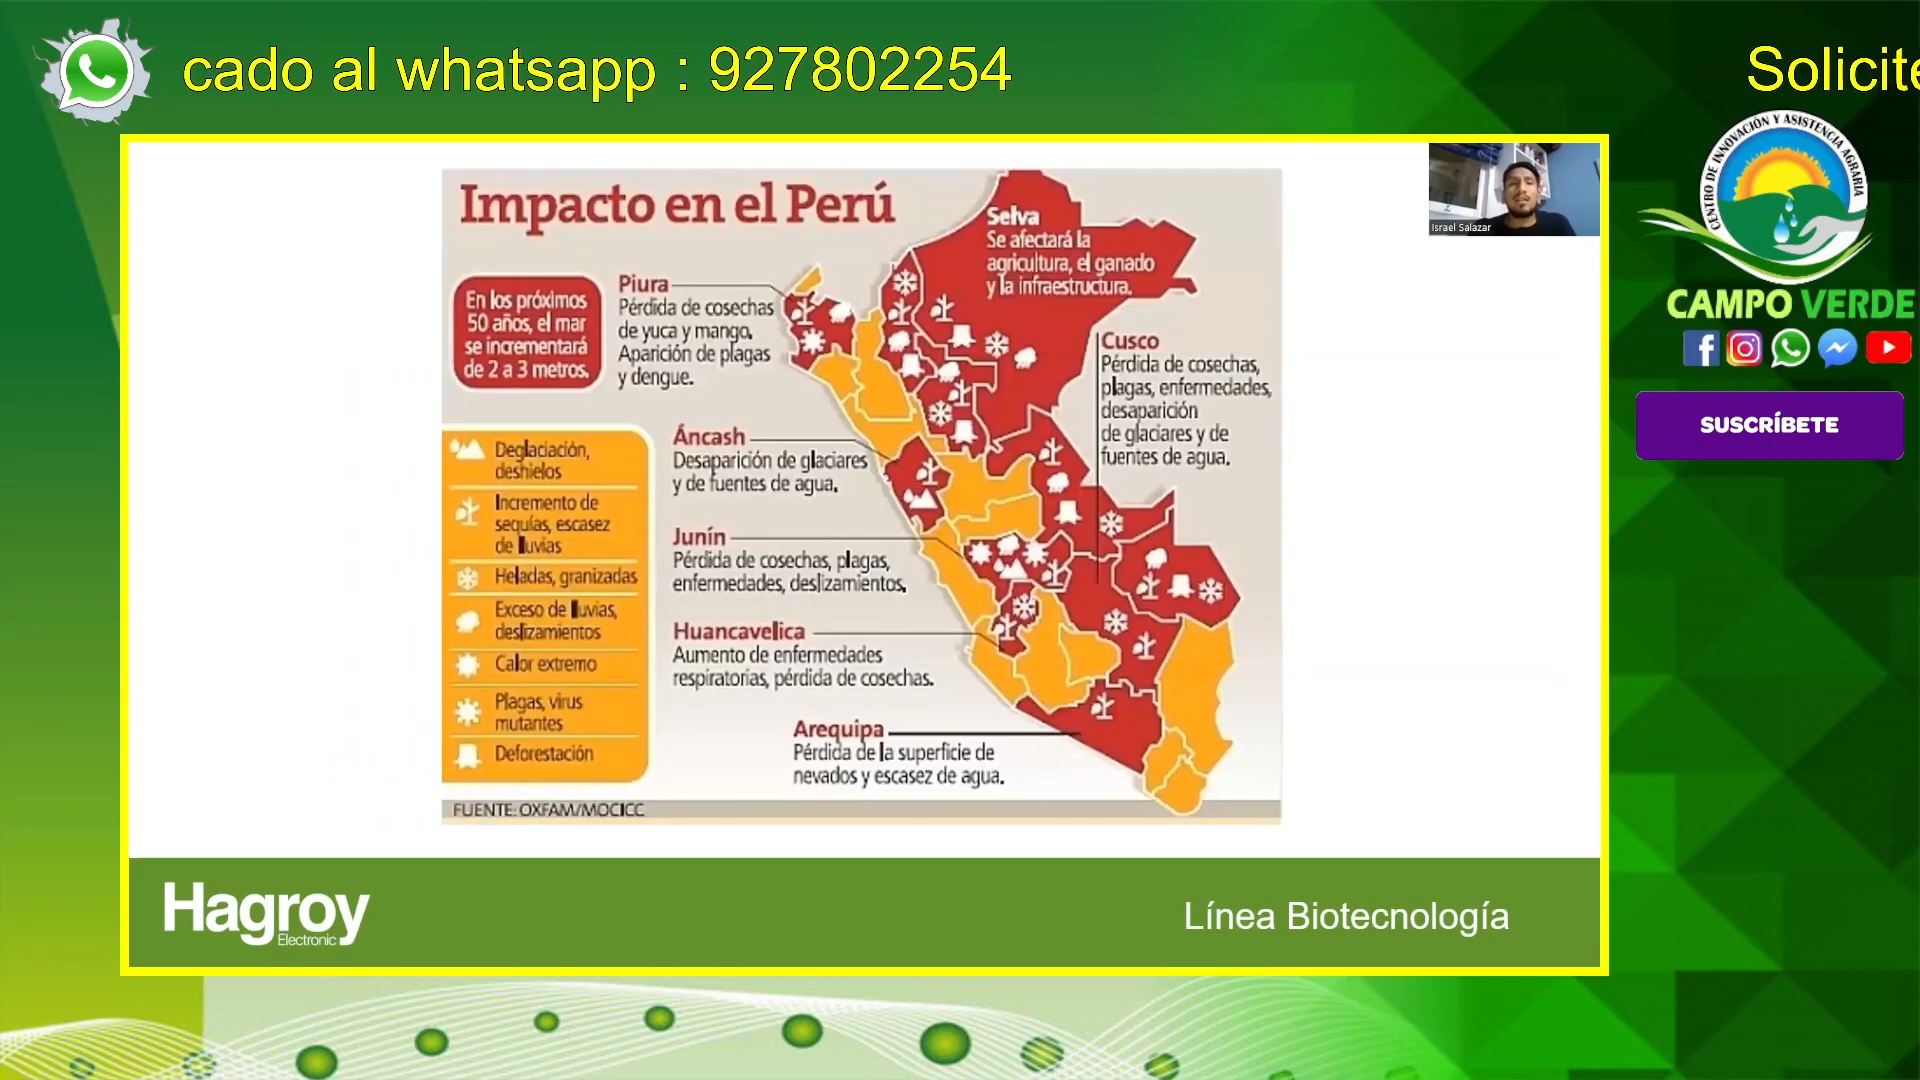 cado al whatsapp : 927802254
Solicite
CENTRO DE INNOVACIÓN Y ASISTENCIA AGRARIA
CAMPO VERDE
SUSCRÍBETE
Israel Salazar
Impacto en el Perú
En los próximos
50 años, el mar
se incrementará
de 2 a 3 metros.
Piura
Pérdida de cosechas
de yuca y mango.
Aparición de plagas
y dengue.
Selva
Se afectará la
agricultura, el ganado
y la infraestructura.
Cusco
Pérdida de cosechas,
plagas, enfermedades,
desaparición
de glaciares y de
fuentes de agua.
Áncash
Desaparición de glaciares
y de fuentes de agua.
Junín
Pérdida de cosechas, plagas,
enfermedades, deslizamientos.
Huancavelica
Aumento de enfermedades
respiratorias, pérdida de cosechas.
Arequipa
Pérdida de la superficie de
nevados y escasez de agua.
Deglaciación,
deshielos
Incremento de
sequías, escasez
de lluvias
Heladas, granizadas
Exceso de lluvias,
deslizamientos
Calor extremo
Plagas, virus
mutantes
Deforestación
FUENTE: OXFAM/MOCICC
Hagroy
Electronic
Línea Biotecnología